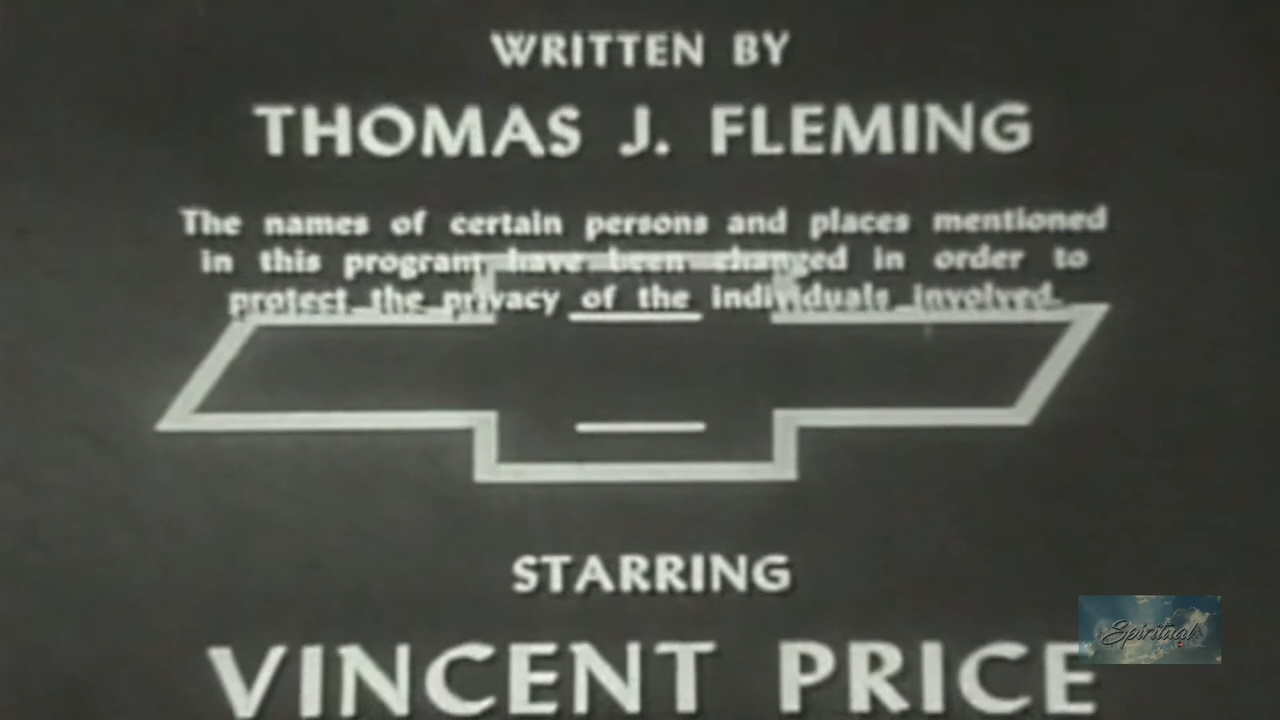 WRITTEN BY
THOMAS J. FLEMING
The names of certain persons and places mentioned
in this program have been changed in order to
protect the privacy of the individuals involved.
STARRING
VINCENT PRICE
Spiritual